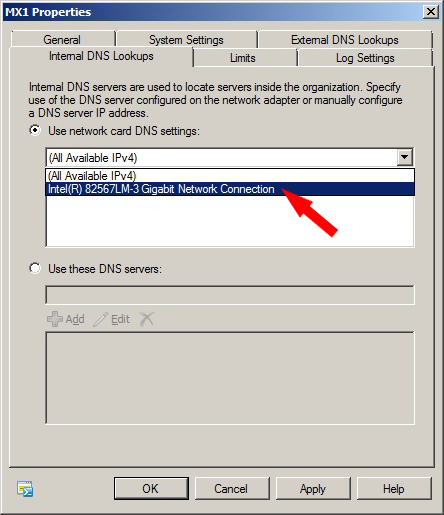 MX1 Properties
General
System Settings
External DNS Lookups
Internal DNS Lookups
Limits
Log Settings
Internal DNS servers are used to locate servers inside the organization. Specify
use of the DNS server configured on the network adapter or manually configure
a DNS server IP address.
Use network card DNS settings:
(All Available IPv4)
(All Available IPv4)
Intel(R) 82567LM-3 Gigabit Network Connection
Use these DNS servers:
Add
Edit
OK
Cancel
Apply
Help